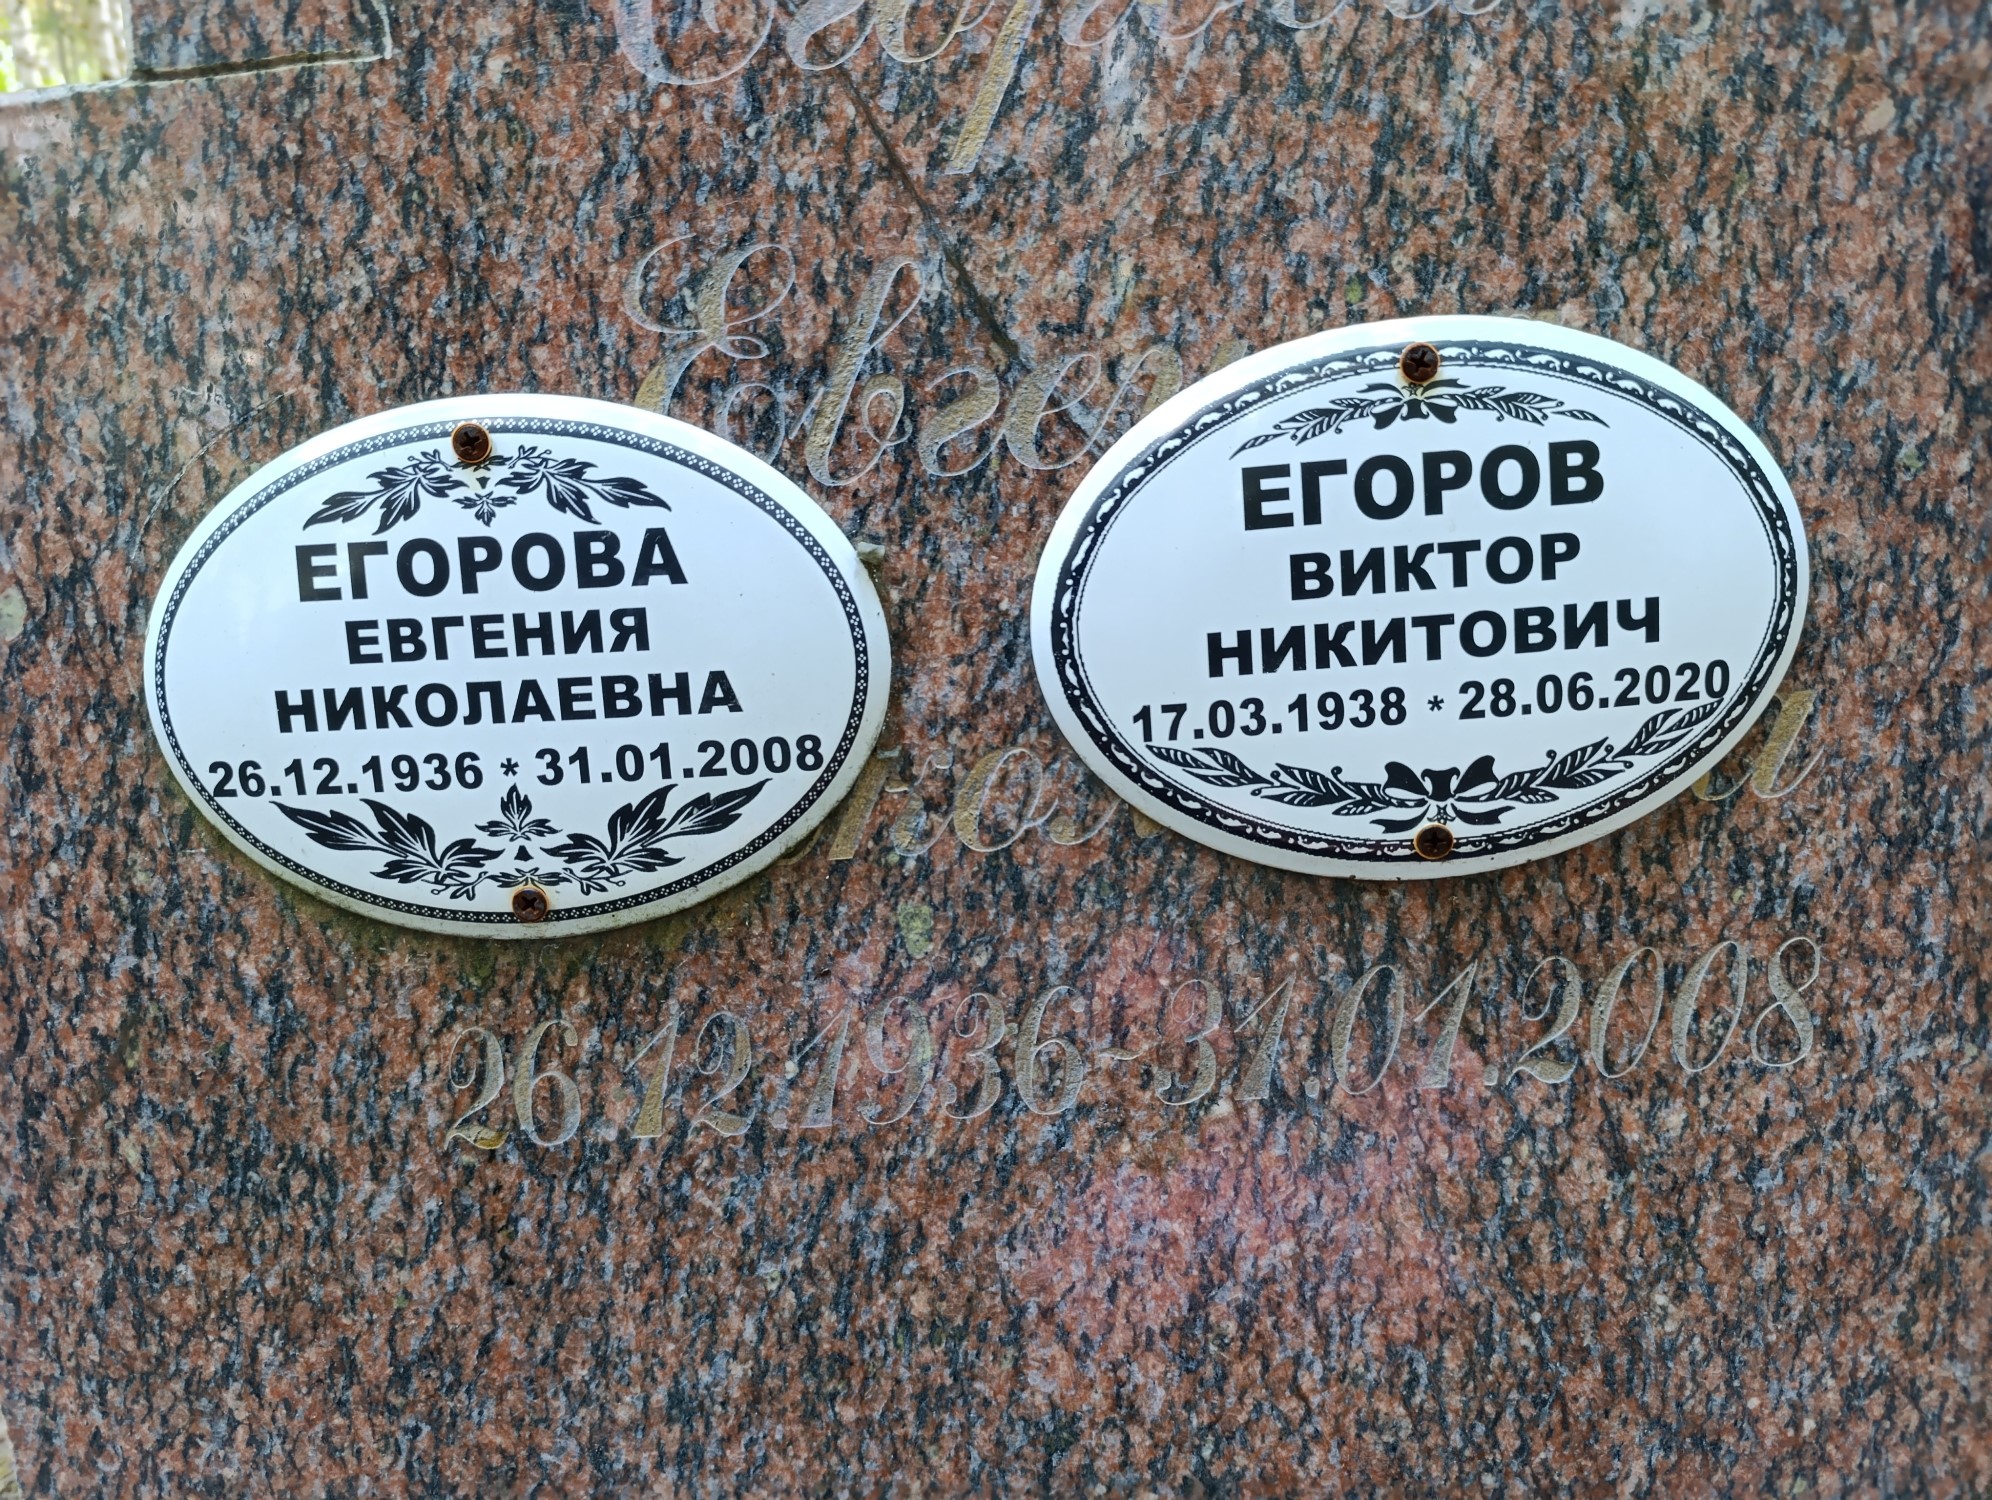 ЕГОРОВА
ЕВГЕНИЯ
НИКОЛАЕВНА
26.12.1936 * 31.01.2008
ЕГОРОВ
ВИКТОР
НИКИТОВИЧ
17.03.1938 * 28.06.2020
26.12.1936-31.01.2008